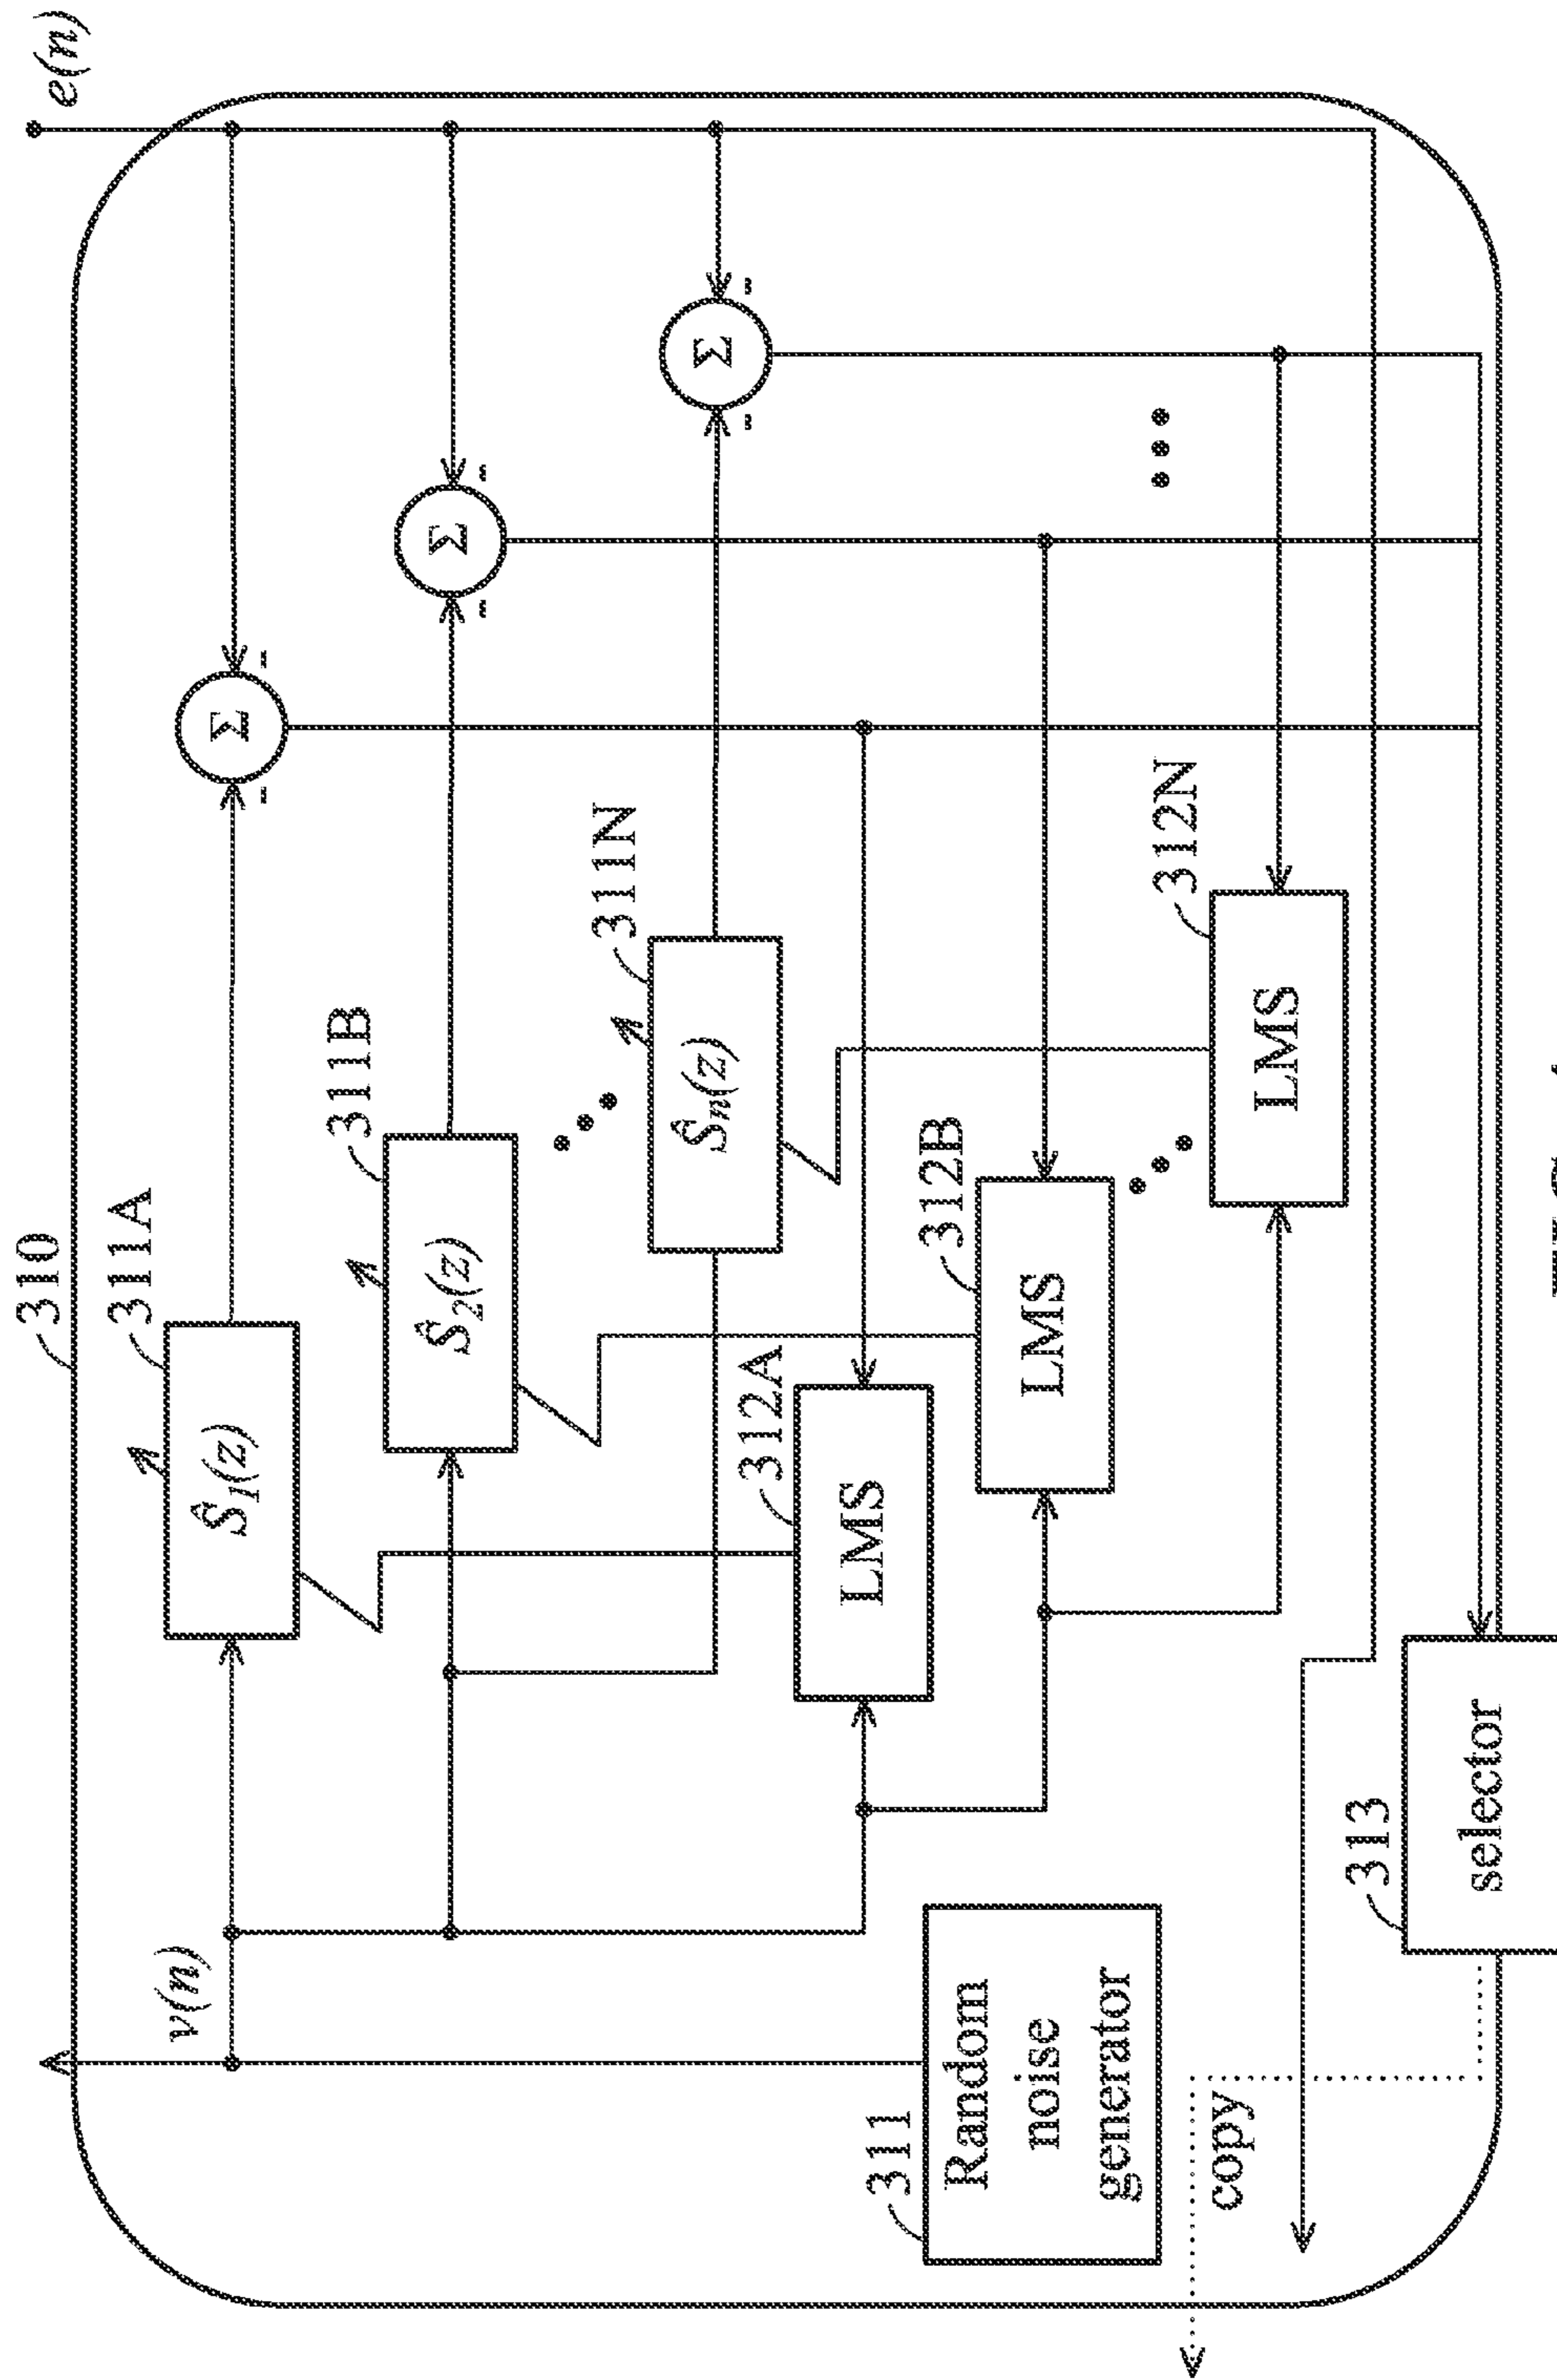 310
e(n)
v(n)
311A
Ŝ1(z)
Σ
311B
Ŝ2(z)
Σ
311N
Ŝn(z)
Σ
312A
LMS
312B
LMS
312N
LMS
311
Random
noise
generator
copy
313
selector